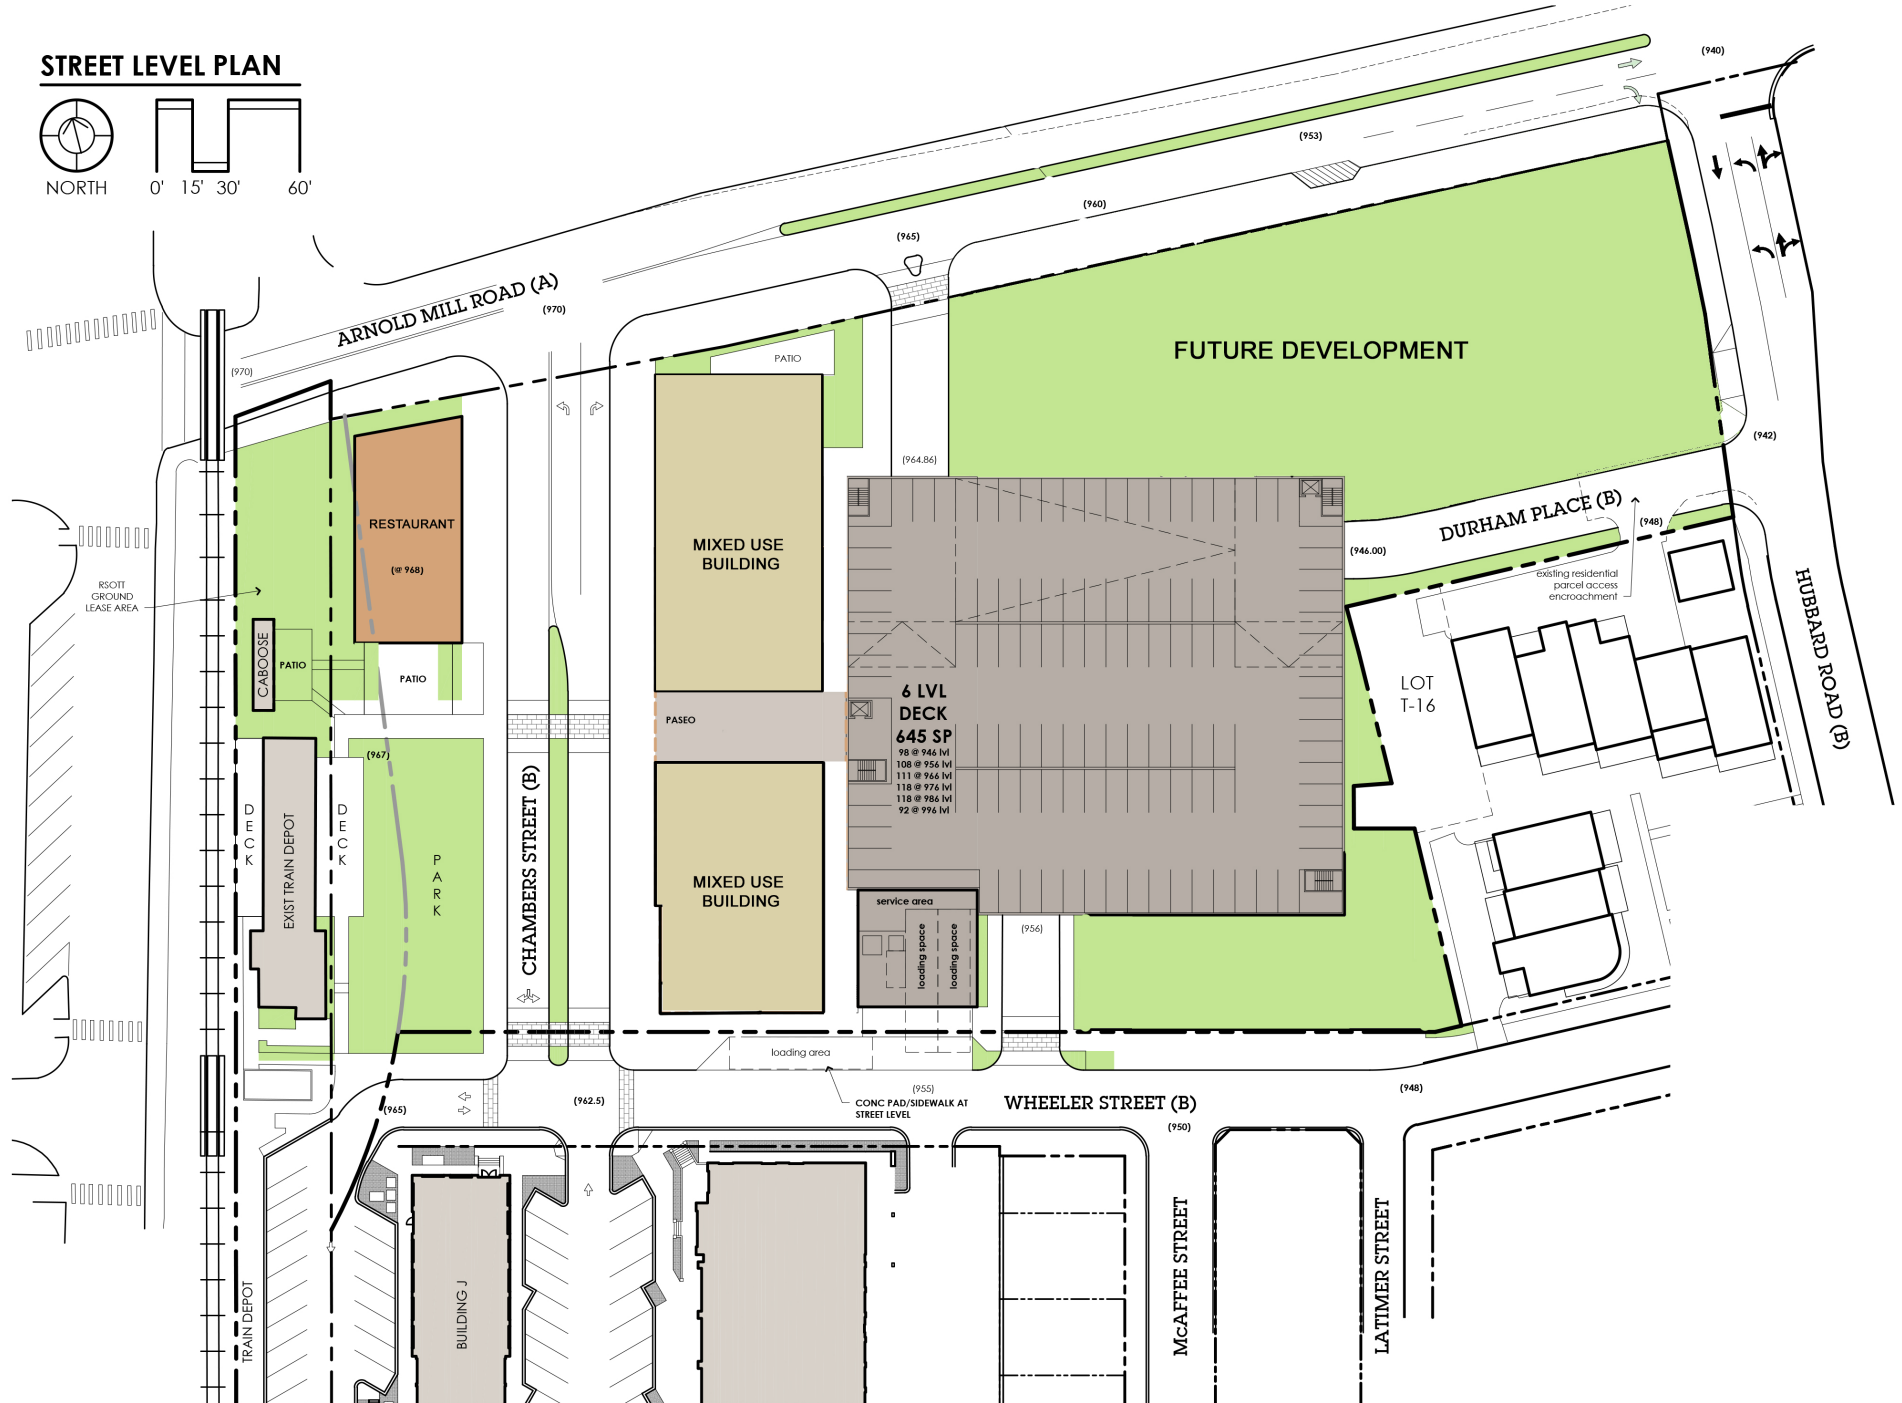 STREET LEVEL PLAN
NORTH
0' 15' 30' 60'
(940)
(953)
(960)
(965)
ARNOLD MILL ROAD (A)
(970)
(970)
PATIO
FUTURE DEVELOPMENT
(942)
(964.86)
RESTAURANT
(@ 968)
MIXED USE
BUILDING
DURHAM PLACE (B)
(948)
(946.00)
existing residential
parcel access
encroachment
RSOTT
GROUND
LEASE AREA
CABOOSE
PATIO
PATIO
HUBBARD ROAD (B)
LOT
T-16
PASEO
6 LVL
DECK
645 SP
98 @ 946 lvl
108 @ 956 lvl
111 @ 966 lvl
118 @ 976 lvl
118 @ 986 lvl
92 @ 996 lvl
(967)
DECK
EXIST TRAIN DEPOT
DECK
PARK
CHAMBERS STREET (B)
MIXED USE
BUILDING
service area
loading space
loading space
(956)
loading area
(955)
CONC PAD/SIDEWALK AT
STREET LEVEL
WHEELER STREET (B)
(948)
(950)
(965)
(962.5)
TRAIN DEPOT
BUILDING J
McAFFEE STREET
LATIMER STREET